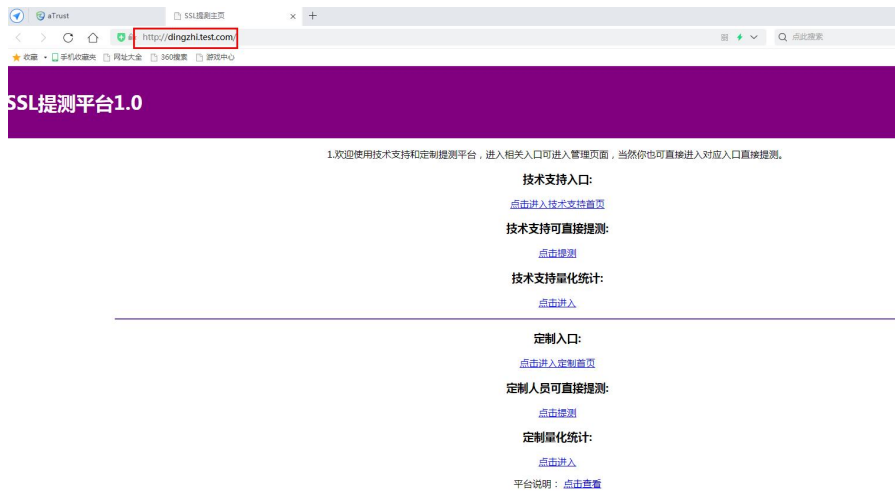 aTrust
SSL提测主页
http://dingzhi.test.com/
点此搜索
收藏
手机收藏夹
网址大全
360搜索
游戏中心
SSL提测平台1.0
1.欢迎使用技术支持和定制提测平台，进入相关入口可进入管理页面，当然你也可直接进入对应入口直接提测。
技术支持入口:
点击进入技术支持首页
技术支持可直接提测:
点击提测
技术支持量化统计:
点击进入
定制入口:
点击进入定制首页
定制人员可直接提测:
点击提测
定制量化统计:
点击进入
平台说明： 点击查看